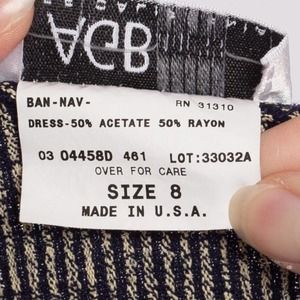 AGB
BAN-NAV- RN 31310
DRESS-50% ACETATE 50% RAYON
03 04458D 461 LOT:33032A
OVER FOR CARE
SIZE 8
MADE IN U.S.A.